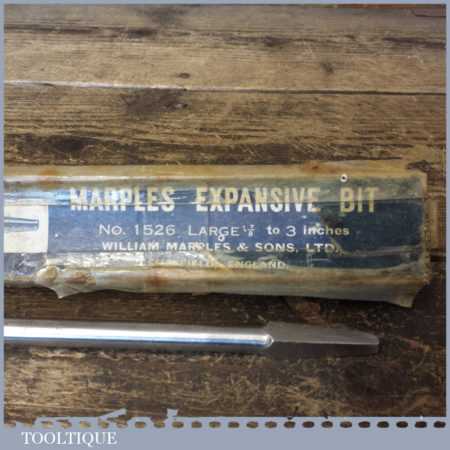 MARPLES EXPANSIVE BIT
No. 1526 LARGE to 3 inches
WILLIAM MARPLES & SONS, LTD.
ENGLAND
TOOLTIQUE